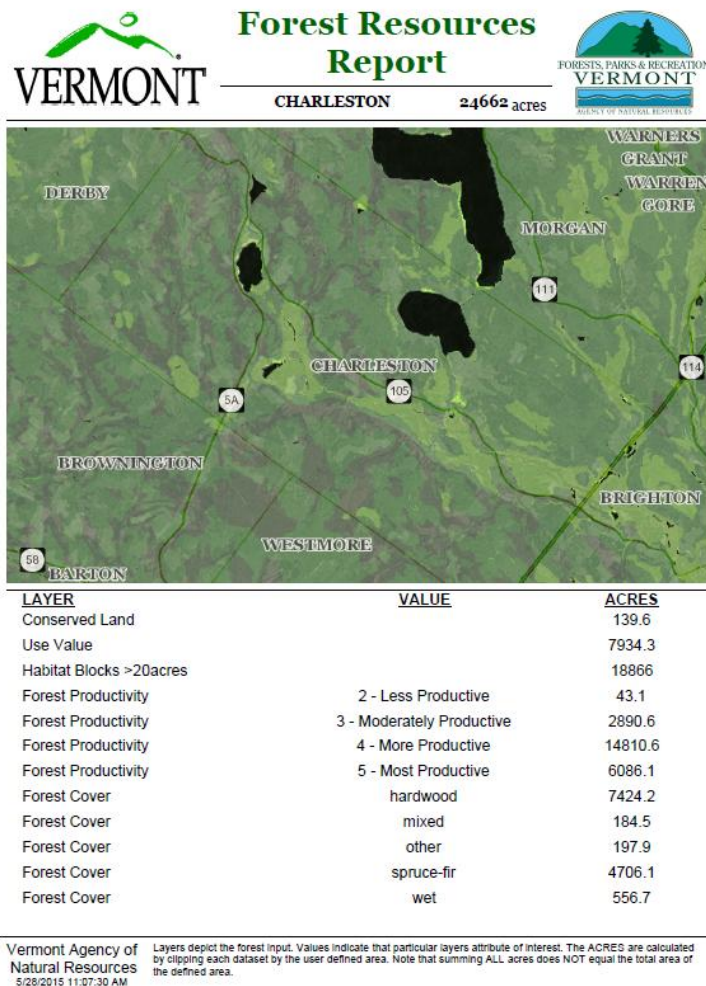 VERMONT
Forest Resources
Report
CHARLESTON 24662 acres
FORESTS, PARKS & RECREATION
VERMONT
AGENCY OF NATURAL RESOURCES
WARNERS
GRANT
WARREN
GORE
DERBY
MORGAN
111
CHARLESTON
114
105
5A
BROWNINGTON
BRIGHTON
WESTMORE
58
BARTON
LAYER VALUE ACRES
Conserved Land 139.6
Use Value 7934.3
Habitat Blocks >20acres 18866
Forest Productivity 2 - Less Productive 43.1
Forest Productivity 3 - Moderately Productive 2890.6
Forest Productivity 4 - More Productive 14810.6
Forest Productivity 5 - Most Productive 6086.1
Forest Cover hardwood 7424.2
Forest Cover mixed 184.5
Forest Cover other 197.9
Forest Cover spruce-fir 4706.1
Forest Cover wet 556.7
Vermont Agency of
Natural Resources
5/28/2015 11:07:30 AM
Layers depict the forest input. Values indicate that particular layers attribute of interest. The ACRES are calculated
by clipping each dataset by the user defined area. Note that summing ALL acres does NOT equal the total area of
the defined area.